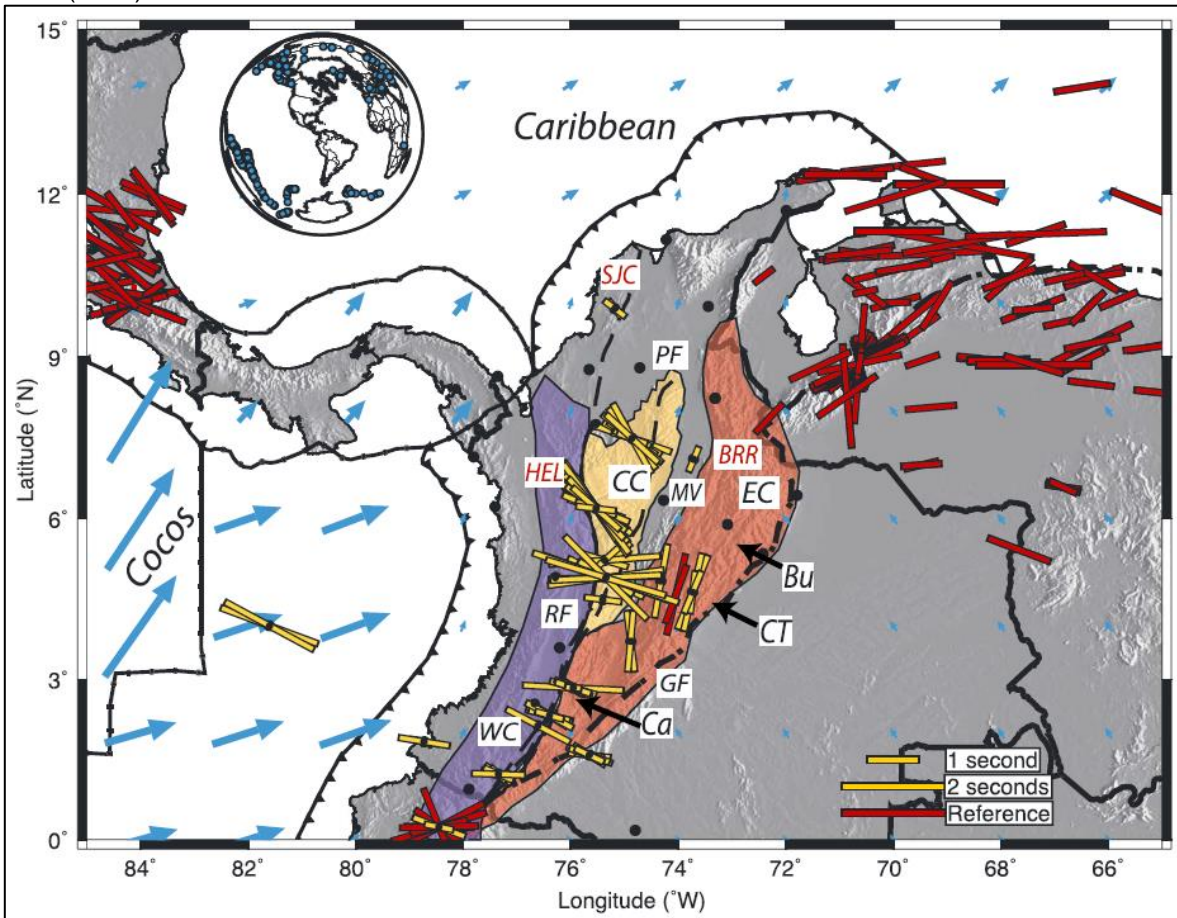 15˚
12˚
9˚
6˚
3˚
0˚
Latitude (˚N)
Caribbean
SJC
PF
HEL
CC
MV
BRR
EC
Cocos
Bu
RF
CT
GF
Ca
WC
1 second
2 seconds
Reference
84˚
82˚
80˚
78˚
76˚
74˚
72˚
70˚
68˚
66˚
Longitude (˚W)